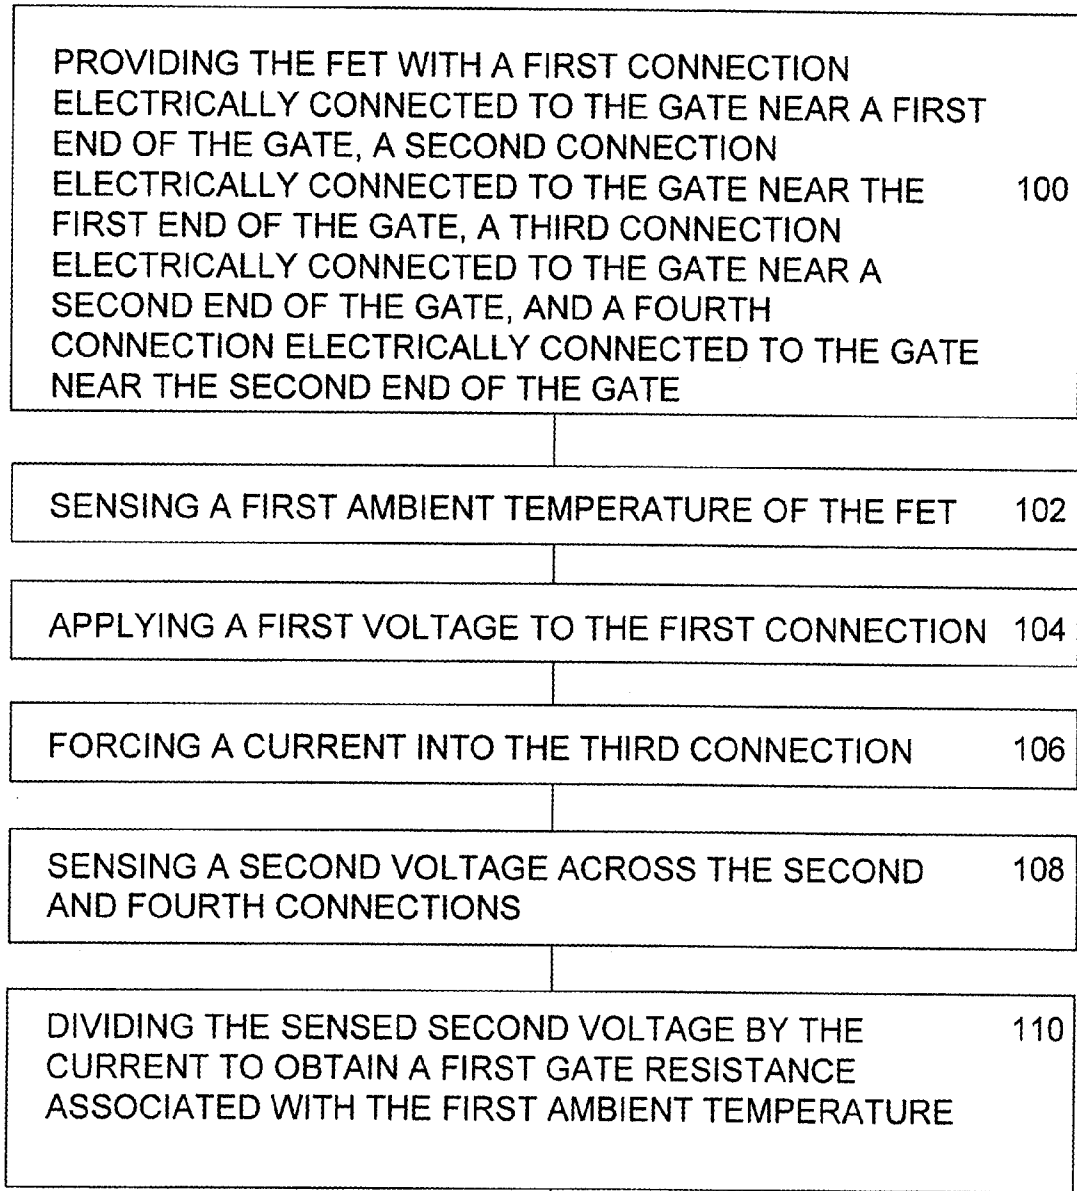 PROVIDING THE FET WITH A FIRST CONNECTION
ELECTRICALLY CONNECTED TO THE GATE NEAR A FIRST
END OF THE GATE, A SECOND CONNECTION
ELECTRICALLY CONNECTED TO THE GATE NEAR THE 100
FIRST END OF THE GATE, A THIRD CONNECTION
ELECTRICALLY CONNECTED TO THE GATE NEAR A
SECOND END OF THE GATE, AND A FOURTH
CONNECTION ELECTRICALLY CONNECTED TO THE GATE
NEAR THE SECOND END OF THE GATE
SENSING A FIRST AMBIENT TEMPERATURE OF THE FET 102
APPLYING A FIRST VOLTAGE TO THE FIRST CONNECTION 104
FORCING A CURRENT INTO THE THIRD CONNECTION 106
SENSING A SECOND VOLTAGE ACROSS THE SECOND 108
AND FOURTH CONNECTIONS
DIVIDING THE SENSED SECOND VOLTAGE BY THE 110
CURRENT TO OBTAIN A FIRST GATE RESISTANCE
ASSOCIATED WITH THE FIRST AMBIENT TEMPERATURE